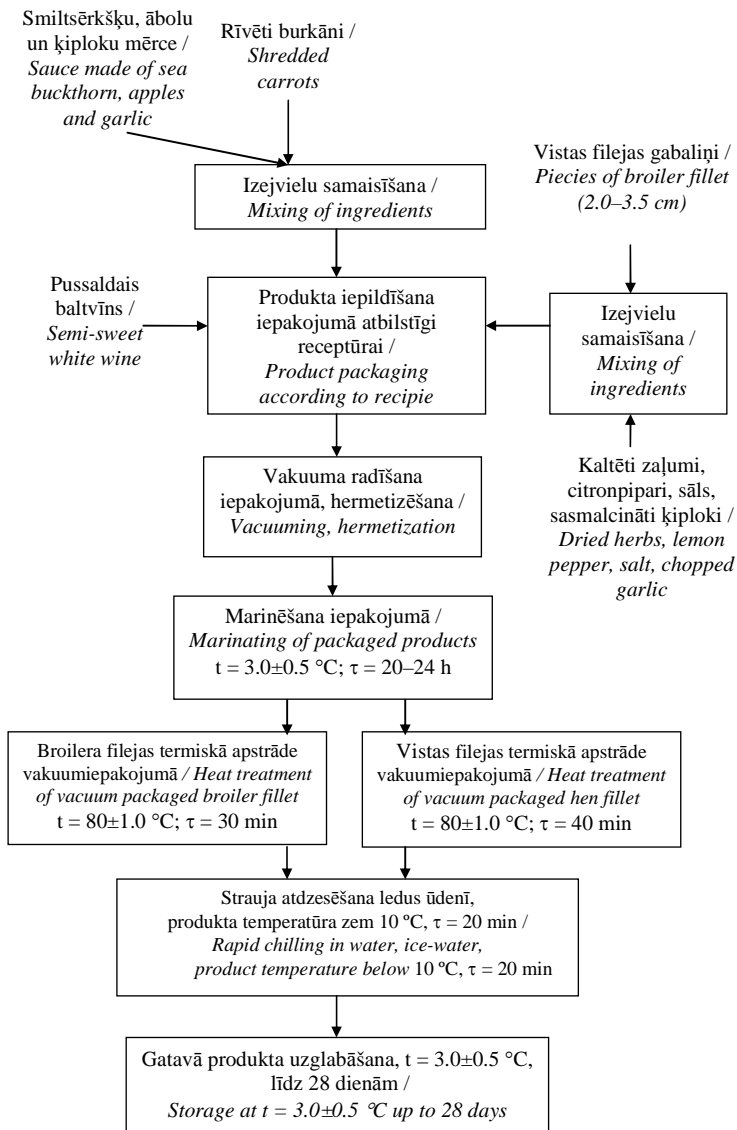 Smiltsērkšķu, ābolu
un ķiploku mērce /
Sauce made of sea
buckthorn, apples
and garlic
Rīvēti burkāni /
Shredded
carrots
Izejvielu samaisīšana /
Mixing of ingredients
Vistas filejas gabaliņi /
Piecies of broiler fillet
(2.0–3.5 cm)
Pussaldais
baltvīns /
Semi-sweet
white wine
Produkta iepildīšana
iepakojumā atbilstīgi
receptūrai /
Product packaging
according to recipie
Izejvielu
samaisīšana /
Mixing of
ingredients
Kaltēti zaļumi,
citronpipari, sāls,
sasmalcināti ķiploki /
Dried herbs, lemon
pepper, salt, chopped
garlic
Vakuuma radīšana
iepakojumā, hermetizēšana /
Vacuuming, hermetization
Marinēšana iepakojumā /
Marinating of packaged products
t = 3.0±0.5 °C; τ = 20–24 h
Broilera filejas termiskā apstrāde
vakuumiepakojumā / Heat treatment
of vacuum packaged broiler fillet
t = 80±1.0 °C; τ = 30 min
Vistas filejas termiskā apstrāde
vakuumiepakojumā / Heat treatment
of vacuum packaged hen fillet
t = 80±1.0 °C; τ = 40 min
Strauja atdzesēšana ledus ūdenī,
produkta temperatūra zem 10 ºC, τ = 20 min /
Rapid chilling in water, ice-water,
product temperature below 10 ºC, τ = 20 min
Gatavā produkta uzglabāšana, t = 3.0±0.5 °C,
līdz 28 dienām /
Storage at t = 3.0±0.5 °C up to 28 days